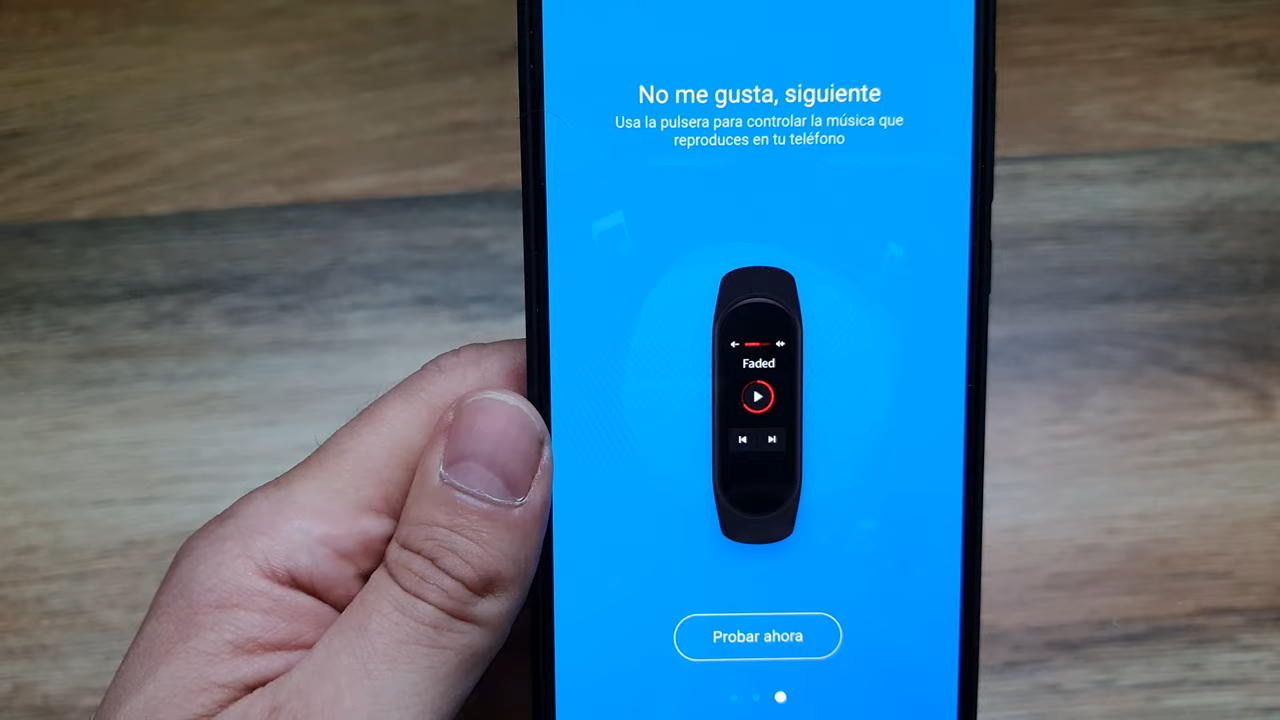 No me gusta, siguiente
Usa la pulsera para controlar la música que
reproduces en tu teléfono
Faded
Probar ahora